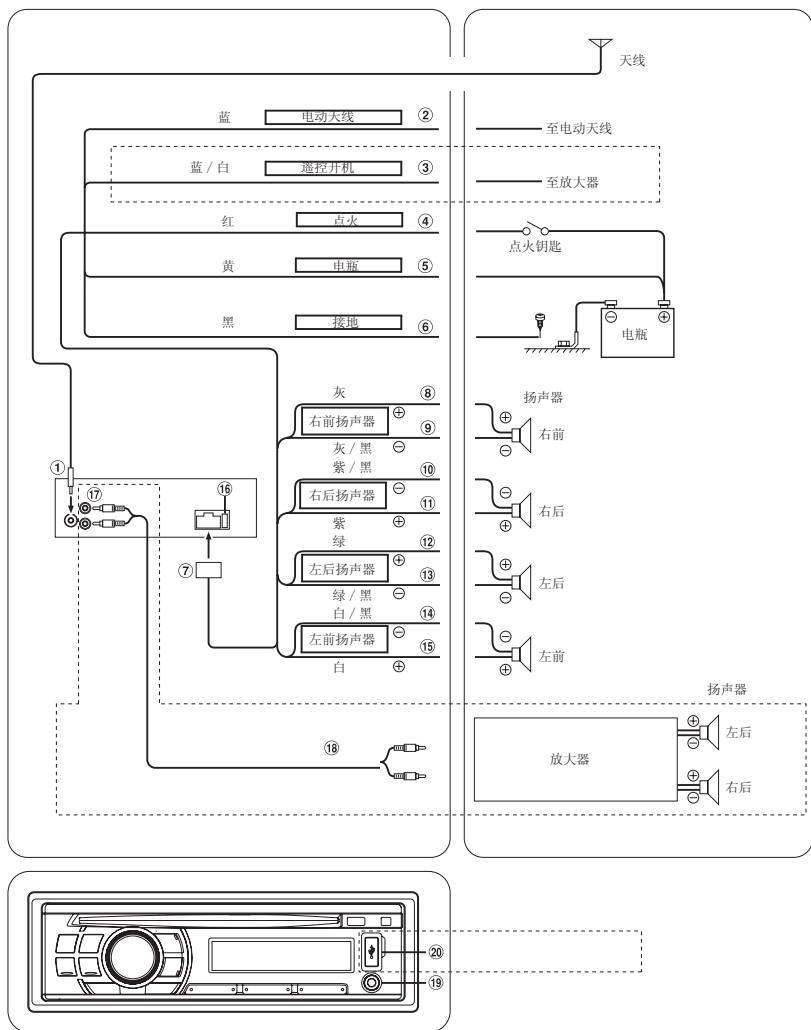 天线
蓝 电动天线 ② 至电动天线
蓝 / 白 遥控开机 ③ 至放大器
红 点火 ④ 点火钥匙
黄 电瓶 ⑤
⊖ ⊕
电瓶
黑 接地 ⑥
扬声器
灰 ⑧
右前扬声器 ⊕ ⑨ ⊕ ⊖ 右前
灰 / 黑 ⊖
紫 / 黑 ⑩
右后扬声器 ⊖ ⑪ ⊖ ⊕ 右后
紫 ⊕
绿 ⑫
左后扬声器 ⊕ ⑬ ⊕ ⊖ 左后
绿 / 黑 ⊖
白 / 黑 ⑭
左前扬声器 ⊖ ⑮ ⊖ ⊕ 左前
白 ⊕
①
⑰ ⑯
⑦
扬声器
⑱ 放大器
⊕ ⊖ 左后
⊕ ⊖ 右后
⑳
⑲